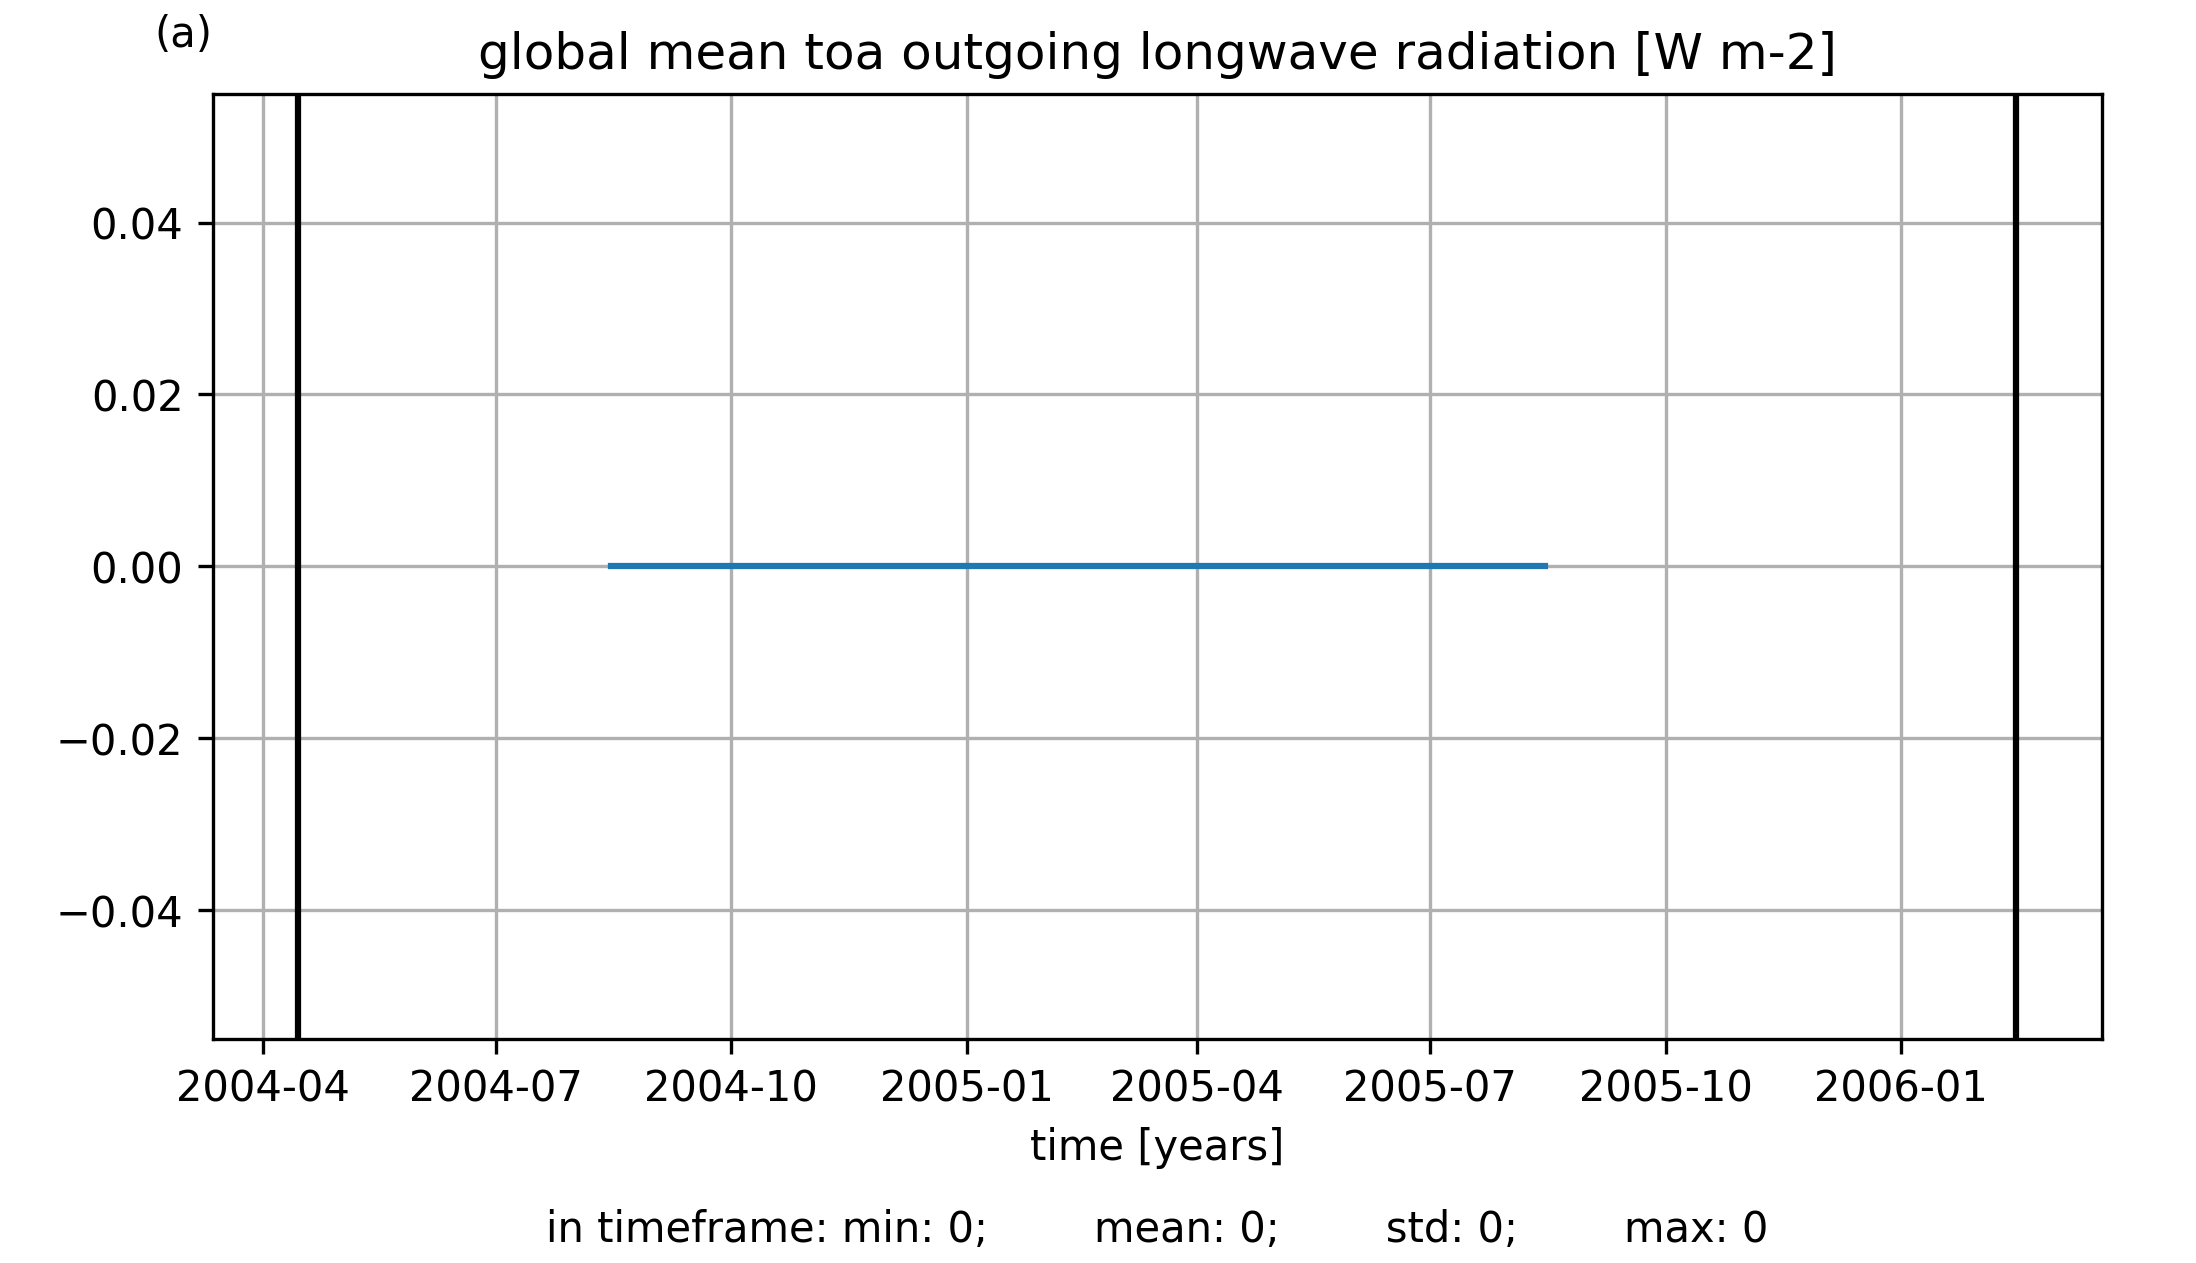 (a)
global mean toa outgoing longwave radiation [W m-2]
0.04
0.02
0.00
−0.02
−0.04
2004-04 2004-07 2004-10 2005-01 2005-04 2005-07 2005-10 2006-01
time [years]
in timeframe: min: 0; mean: 0; std: 0; max: 0